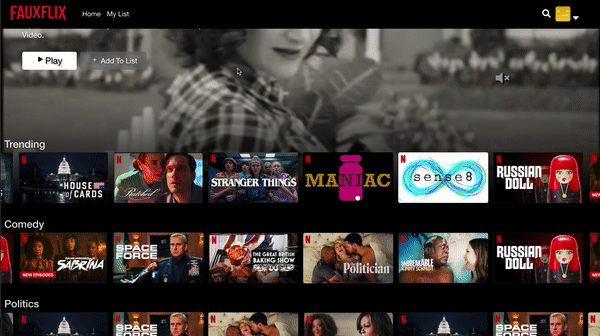 FAUXFLIX
Home
My List
Video.
Play
+ Add To List
Trending
N
HOUSE
OF CARDS
N
Ratched
N
STRANGER THINGS
N
MANIAC
N
sense8
N
RUSSIAN
DOLL
N
NEW
Comedy
SABRINA
NEW EPISODES
N
SPACE
FORCE
N
THE
GREAT BRITISH
BAKING SHOW
N
THE
Politician
N
UNBREAKABLE
KIMMY SCHMIDT
N
RUSSIAN
DOLL
N
Politics
N
N
SPACE
FORCE
N
N
N
N
SPACE
FORCE